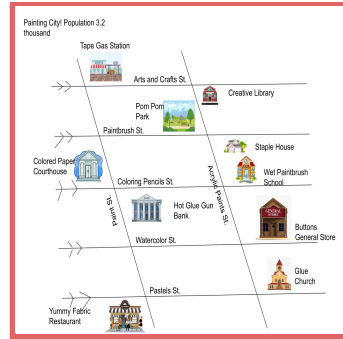 Painting City! Population 3.2
thousand
Tape Gas Station
Arts and Crafts St.
Creative Library
Pom Pom
Park
Paintbrush St.
Staple House
Colored Paper
Courthouse
Wet Paintbrush
School
Coloring Pencils St.
Paint St.
Acrylic Paints St.
Hot Glue Gun
Bank
GENERAL
STORE
Buttons
General Store
Watercolor St.
Glue
Church
Pastels St.
Yummy Fabric
Restaurant